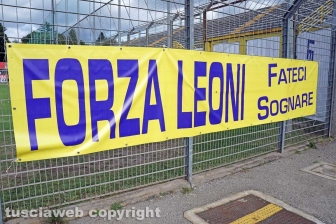 FORZA LEONI
FATECI
SOGNARE
tusciaweb copyright